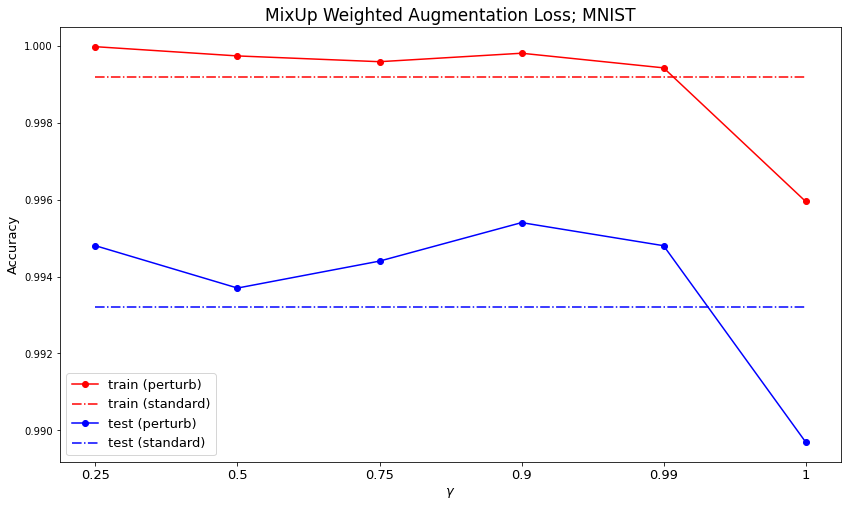 MixUp Weighted Augmentation Loss; MNIST
1.000
0.998
0.996
0.994
0.992
0.990
Accuracy
train (perturb)
train (standard)
test (perturb)
test (standard)
0.25 0.5 0.75 0.9 0.99 1
γ